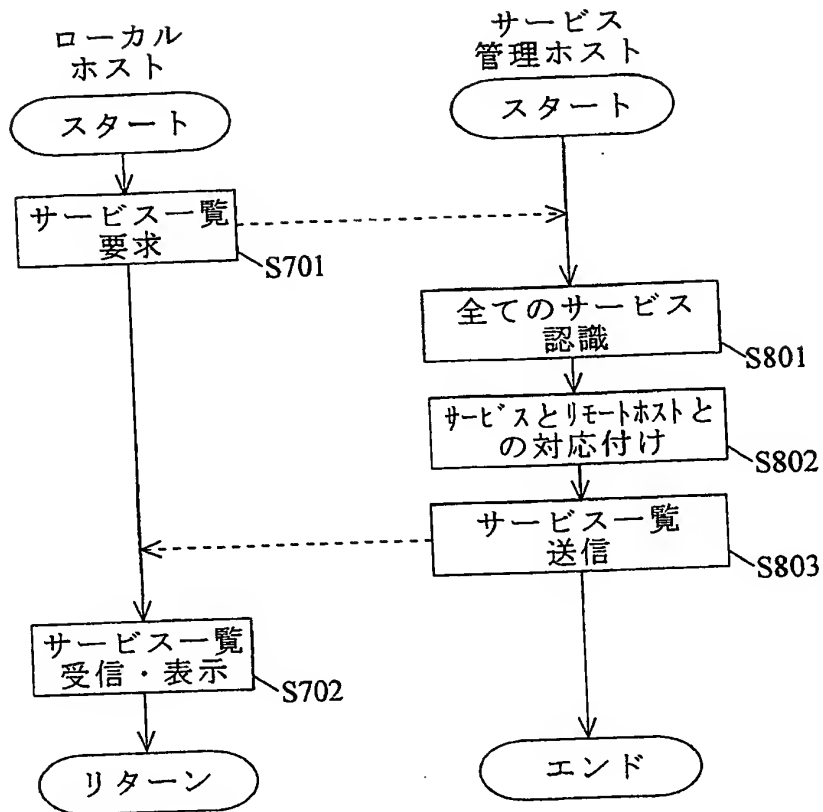 ローカル
ホスト
スタート
サービス一覧
要求
S701
サービス一覧
受信・表示
S702
リターン
サービス
管理ホスト
スタート
全てのサービス
認識
S801
サービスとリモートホストと
の対応付け
S802
サービス一覧
送信
S803
エンド